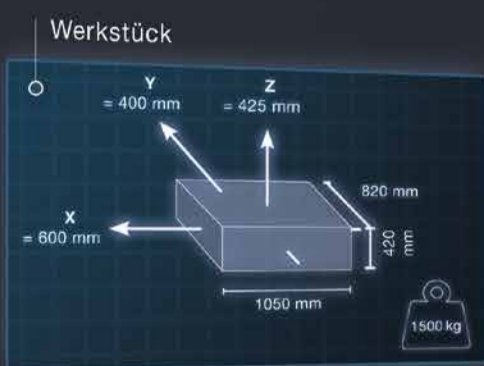 Werkstück
Y
= 400 mm
Z
= 425 mm
X
= 600 mm
820 mm
420
mm
1050 mm
1500 kg